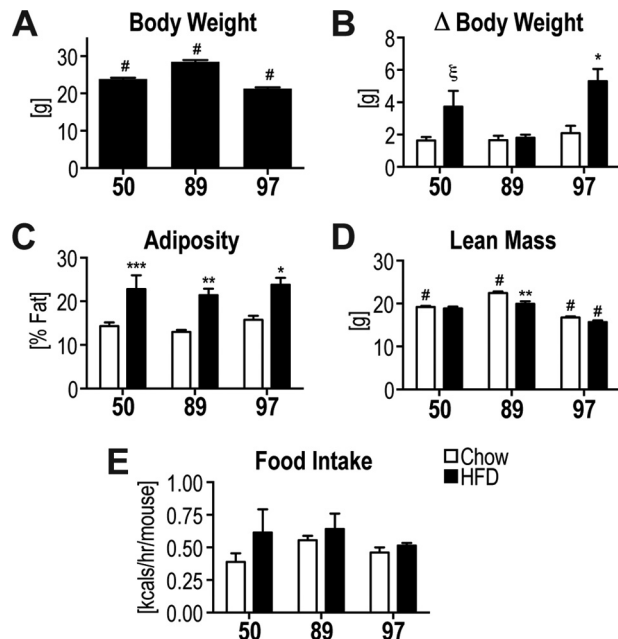 A Body Weight
[g]
30
20
10
0
# # #
50 89 97
B Δ Body Weight
[g]
8
6
4
2
0
ξ *
50 89 97
C Adiposity
[% Fat]
30
20
10
0
*** ** *
50 89 97
D Lean Mass
[g]
30
20
10
0
# # ** # #
50 89 97
E Food Intake
[kcals/hr/mouse]
1.00
0.75
0.50
0.25
0.00
50 89 97
Chow
HFD